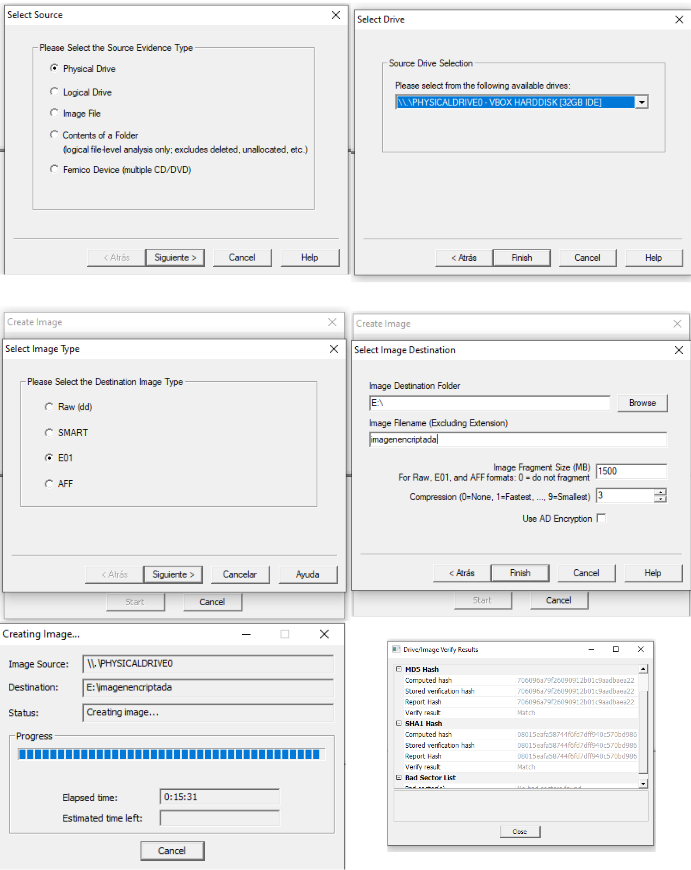 Select Source
Please Select the Source Evidence Type
Physical Drive
Logical Drive
Image File
Contents of a Folder
(logical file-level analysis only; excludes deleted, unallocated, etc.)
Fernico Device (multiple CD/DVD)
< Atrás
Siguiente >
Cancel
Help
Select Drive
Source Drive Selection
Please select from the following available drives:
\\.\PHYSICALDRIVE0 - VBOX HARDDISK [32GB IDE]
< Atrás
Finish
Cancel
Help
Create Image
Select Image Type
Please Select the Destination Image Type
Raw (dd)
SMART
E01
AFF
< Atrás
Siguiente >
Cancelar
Ayuda
Start
Cancel
Create Image
Select Image Destination
Image Destination Folder
E:\
Browse
Image Filename (Excluding Extension)
imagenencriptada
Image Fragment Size (MB)
1500
For Raw, E01, and AFF formats: 0 = do not fragment
Compression (0=None, 1=Fastest, ..., 9=Smallest)
3
Use AD Encryption
< Atrás
Finish
Cancel
Help
Start
Cancel
Creating Image...
Image Source:
\\.\PHYSICALDRIVE0
Destination:
E:\imagenencriptada
Status:
Creating image...
Progress
Elapsed time:
0:15:31
Estimated time left:
Cancel
Drive/Image Verify Results
MD5 Hash
Computed hash
706096a79f26090912b01c9aadbaea22
Stored verification hash
706096a79f26090912b01c9aadbaea22
Report Hash
706096a79f26090912b01c9aadbaea22
Verify result
Match
SHA1 Hash
Computed hash
Stored verification hash
Report Hash
Verify result
Match
Bad Sector List
Close